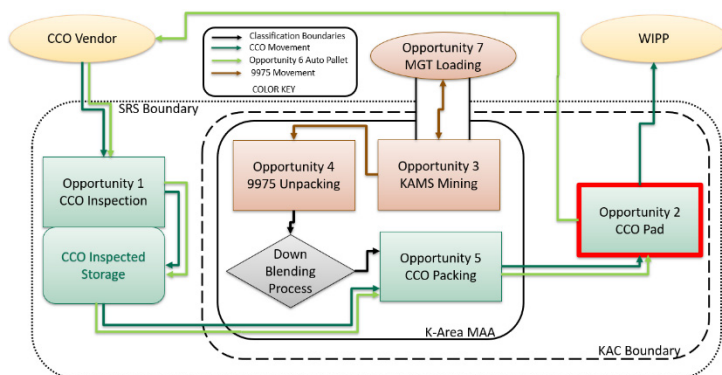 CCO Vendor
Classification Boundaries
CCO Movement
Opportunity 6 Auto Pallet
9975 Movement
COLOR KEY
Opportunity 7
MGT Loading
WIPP
SRS Boundary
Opportunity 1
CCO Inspection
CCO Inspected
Storage
Opportunity 4
9975 Unpacking
Opportunity 3
KAMS Mining
Down
Blending
Process
Opportunity 5
CCO Packing
K-Area MAA
Opportunity 2
CCO Pad
KAC Boundary